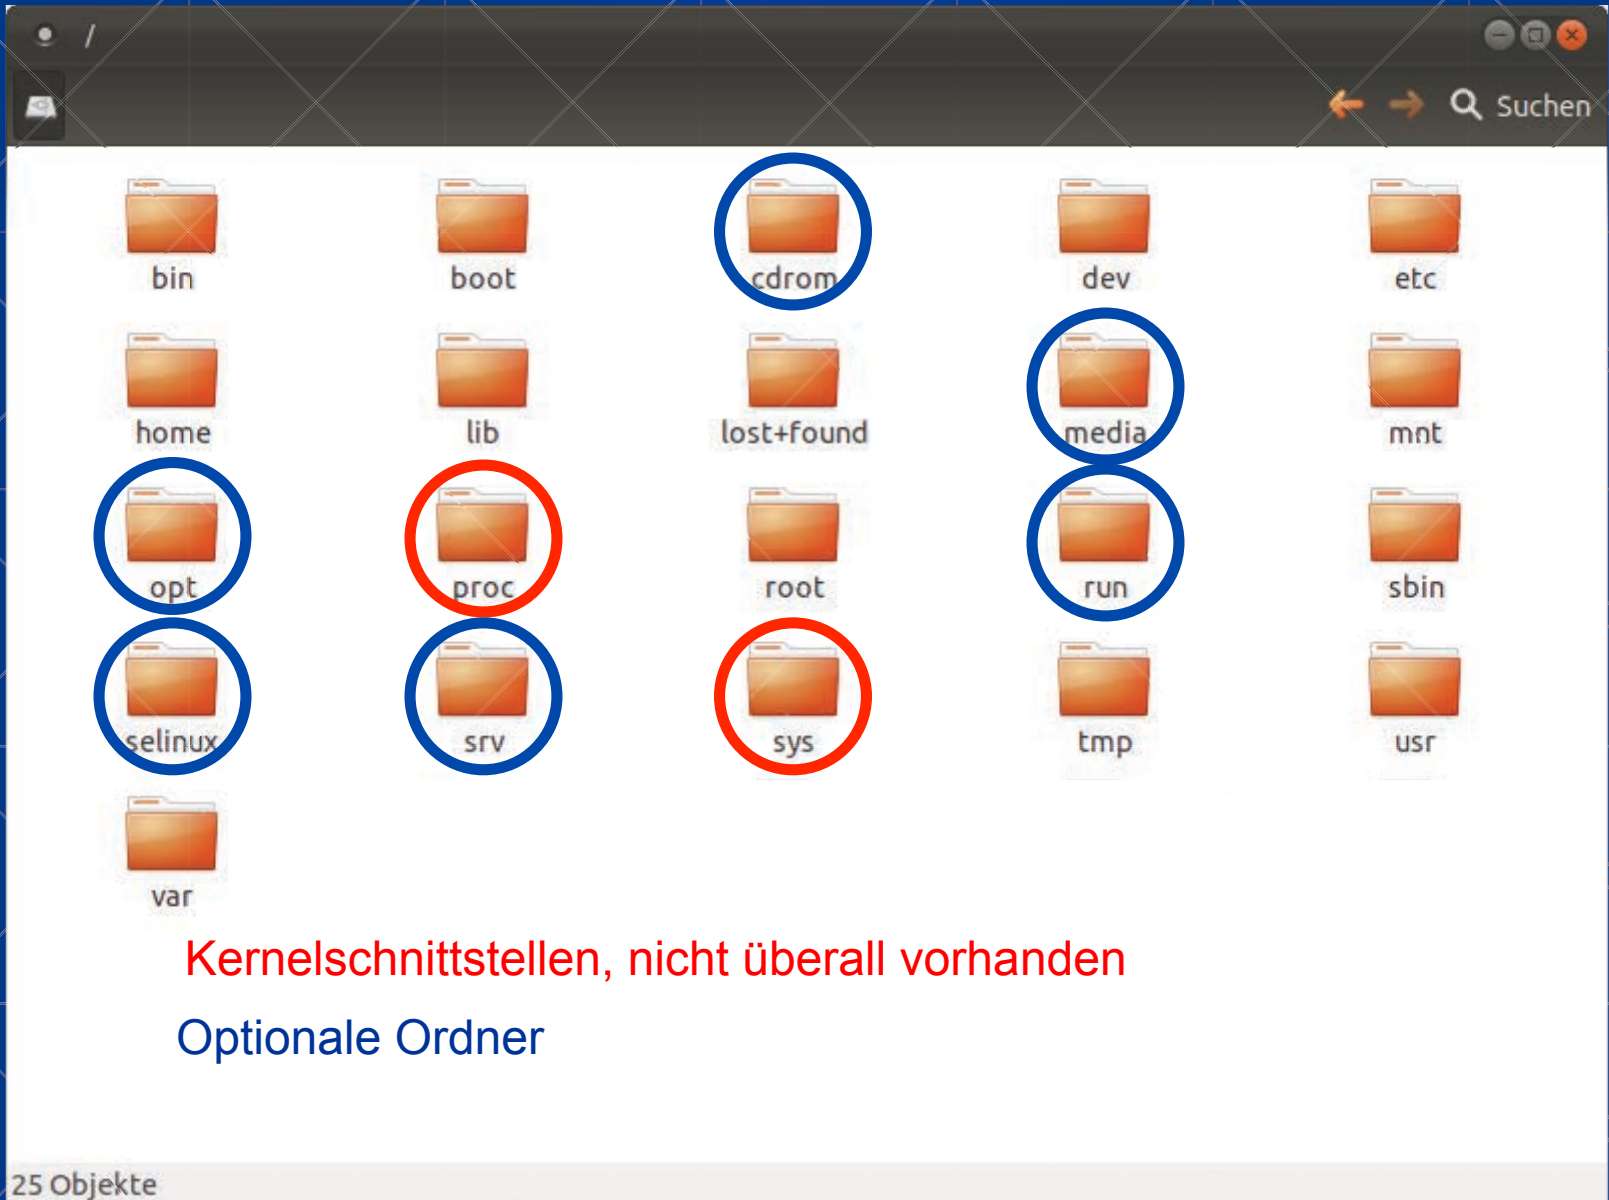 /
Suchen
bin boot cdrom dev etc
home lib lost+found media mnt
opt proc root run sbin
selinux srv sys tmp usr
var
Kernelschnittstellen, nicht überall vorhanden
Optionale Ordner
25 Objekte